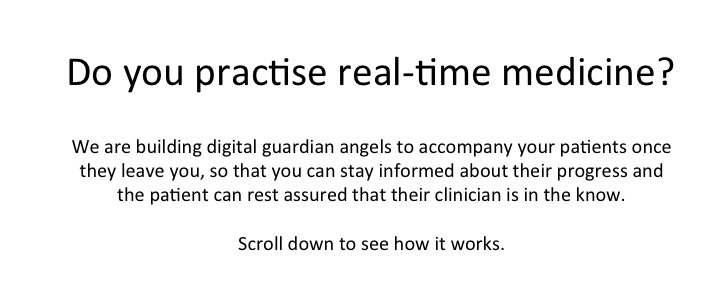 Do you practise real-time medicine?
We are building digital guardian angels to accompany your patients once
they leave you, so that you can stay informed about their progress and
the patient can rest assured that their clinician is in the know.
Scroll down to see how it works.